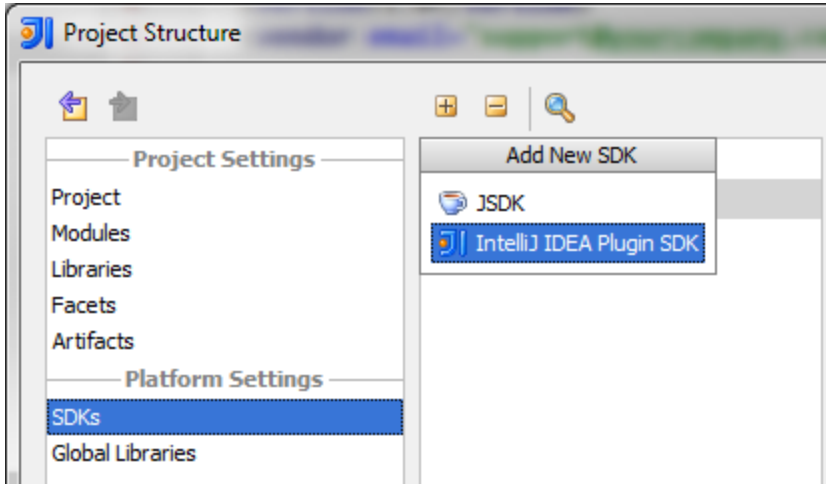 Project Structure
Project Settings
Project
Modules
Libraries
Facets
Artifacts
Platform Settings
SDKs
Global Libraries
Add New SDK
JSDK
IntelliJ IDEA Plugin SDK